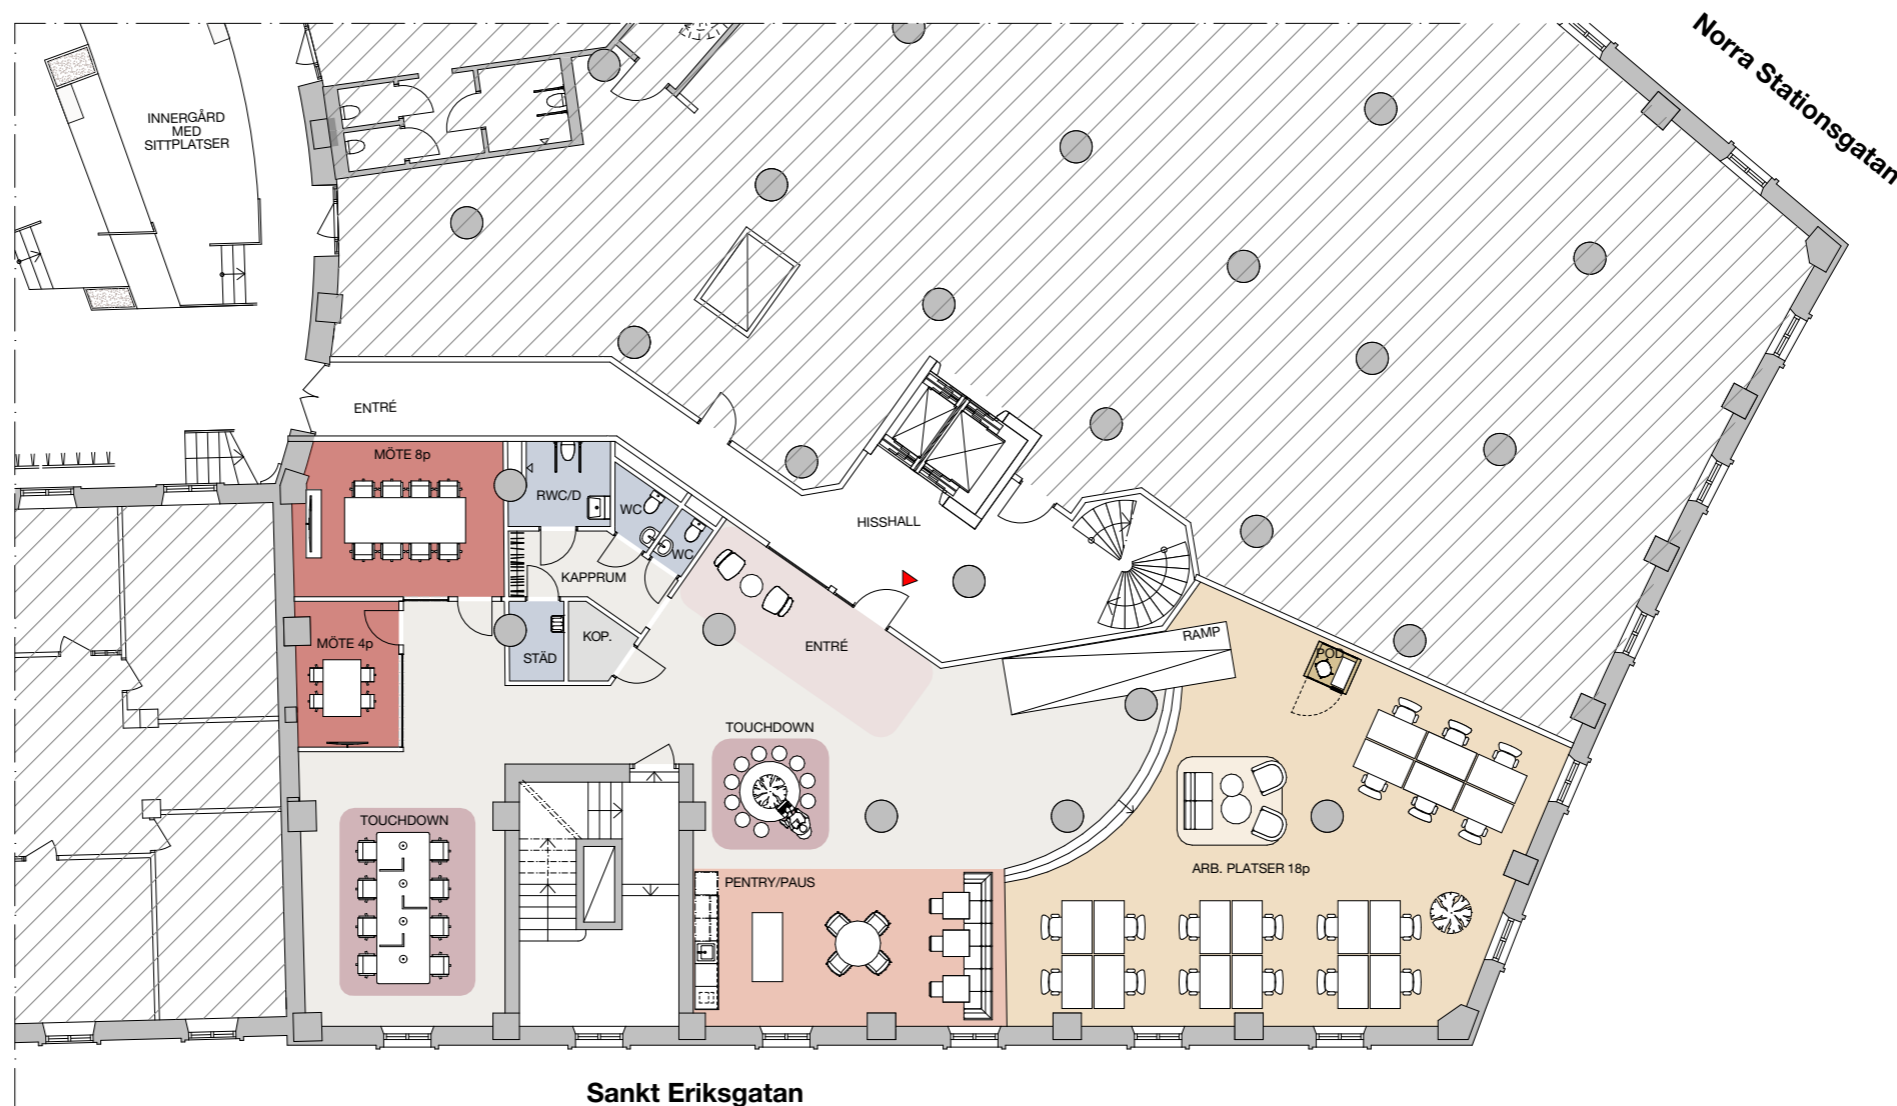 Norra Stationsgatan
INNERGÅRD
MED
SITTPLATSER
ENTRÉ
MÖTE 8p
RWC/D
WC
WC
HISSHALL
KAPPRUM
MÖTE 4p
KOP.
STÄD
ENTRÉ
RAMP
POD
TOUCHDOWN
TOUCHDOWN
ARB. PLATSER 18p
PENTRY/PAUS
Sankt Eriksgatan